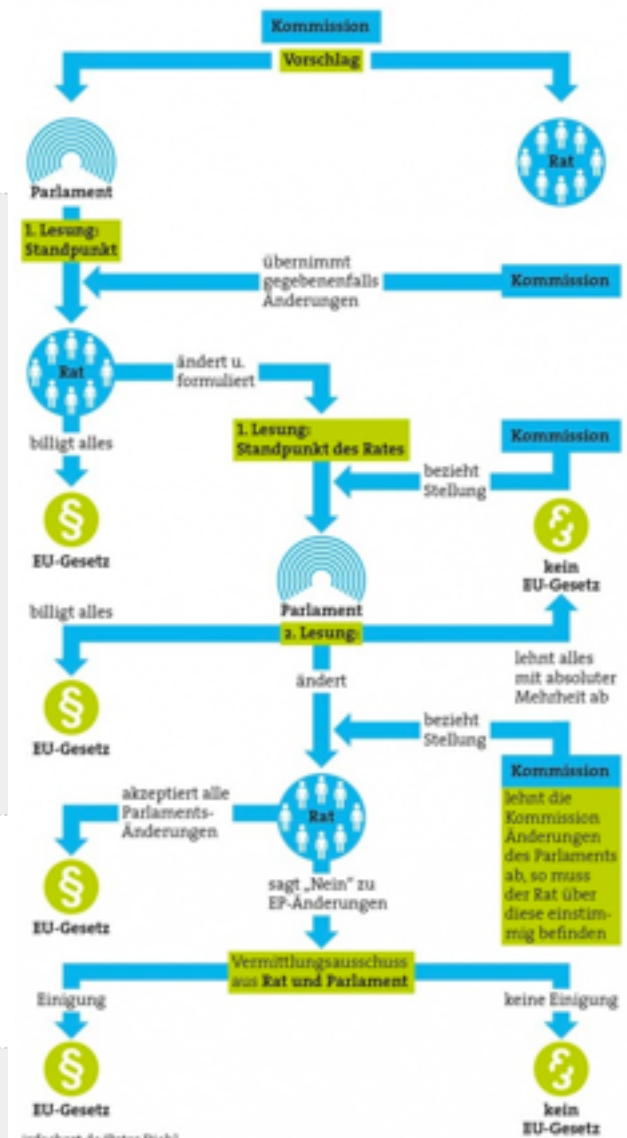 Kommission
Vorschlag
Parlament
Rat
1. Lesung:
Standpunkt
übernimmt
gegebenenfalls
Änderungen
Kommission
Rat
ändert u.
formuliert
billigt alles
1. Lesung:
Standpunkt des Rates
Kommission
bezieht
Stellung
§
EU-Gesetz
kein
EU-Gesetz
Parlament
2. Lesung:
billigt alles
lehnt alles
mit absoluter
Mehrheit ab
ändert
§
EU-Gesetz
bezieht
Stellung
Kommission
lehnt die
Kommission
Änderungen
des Parlaments
ab, so muss
der Rat über
diese einstim-
mig befinden
akzeptiert alle
Parlaments-
Änderungen
Rat
§
EU-Gesetz
sagt „Nein" zu
EP-Änderungen
Vermittlungsausschuss
aus Rat und Parlament
Einigung
keine Einigung
§
EU-Gesetz
kein
EU-Gesetz